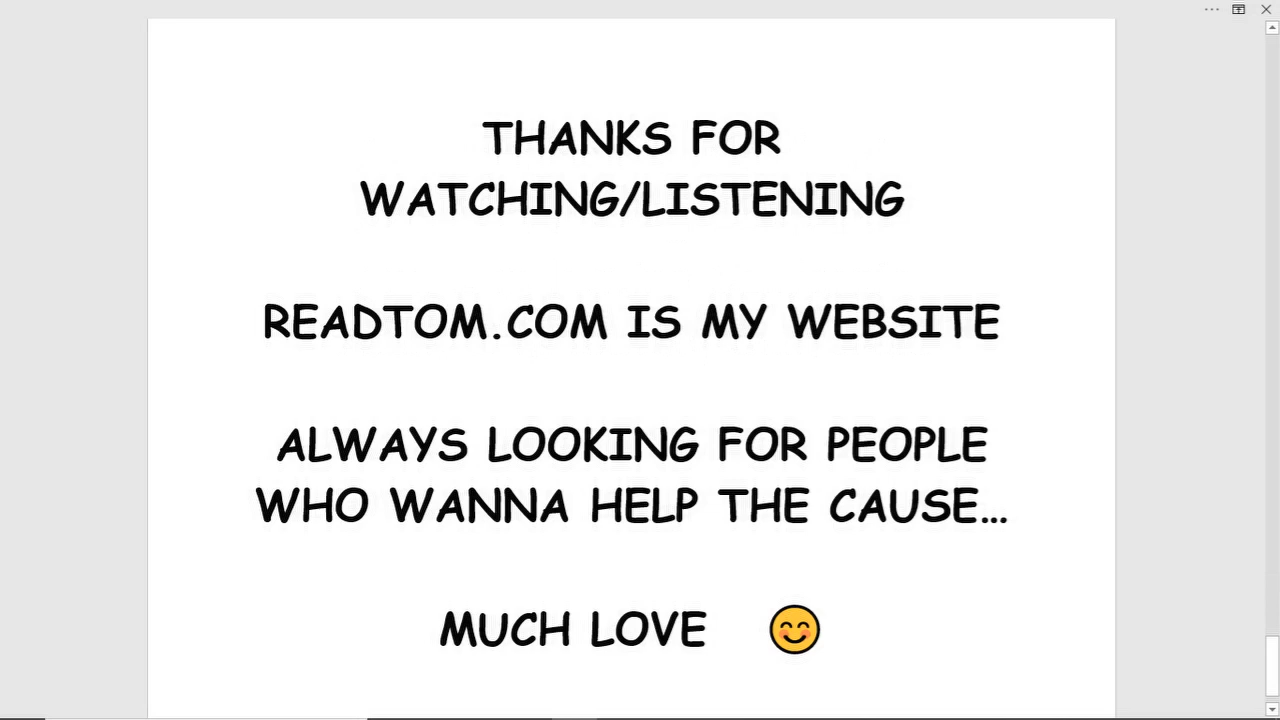 THANKS FOR
WATCHING/LISTENING
READTOM.COM IS MY WEBSITE
ALWAYS LOOKING FOR PEOPLE
WHO WANNA HELP THE CAUSE...
MUCH LOVE 😊